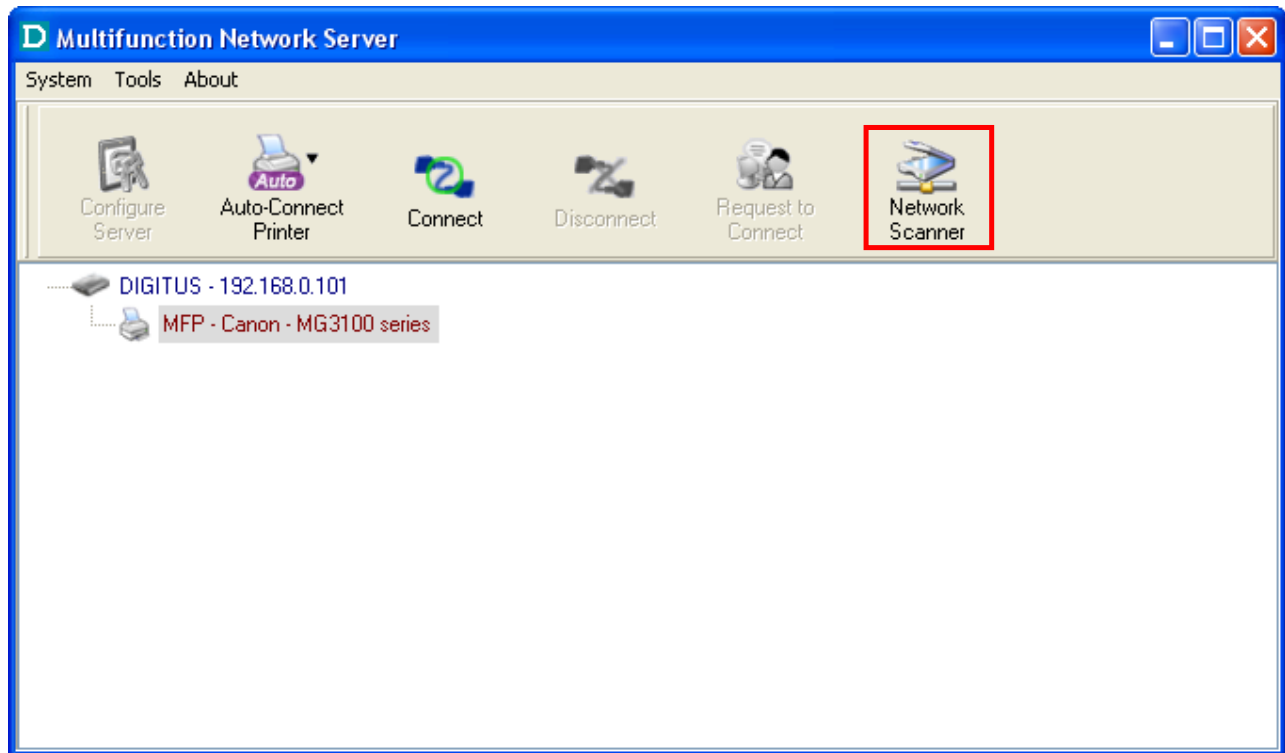 D Multifunction Network Server
System Tools About
Configure Server
Auto
Auto-Connect Printer
Connect
Disconnect
Request to Connect
Network Scanner
DIGITUS - 192.168.0.101
MFP - Canon - MG3100 series